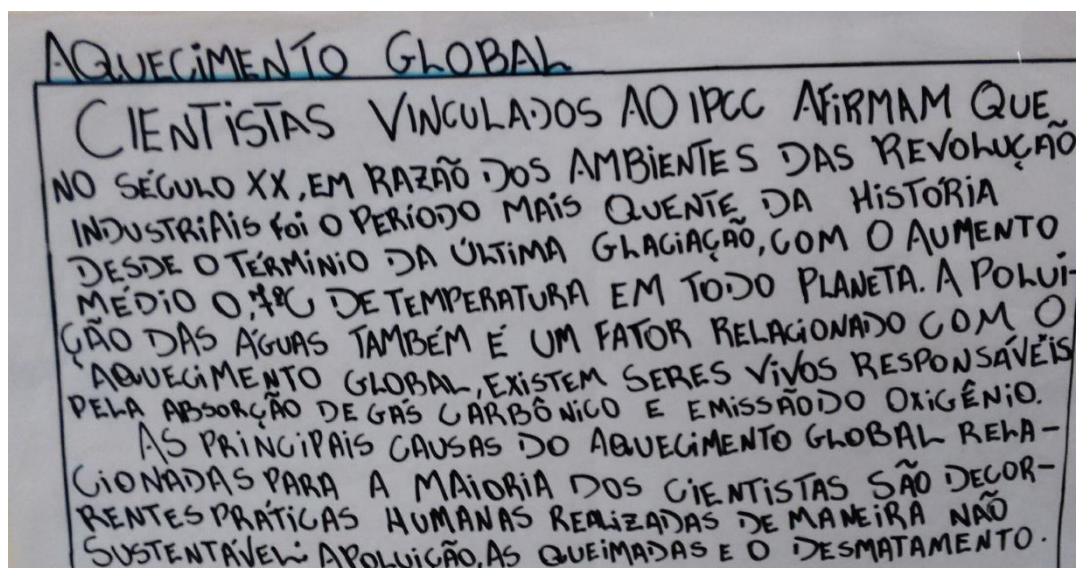 AQUECIMENTO GLOBAL
CIENTISTAS VINCULADOS AO IPCC AFIRMAM QUE
NO SÉCULO XX, EM RAZÃO DOS AMBIENTES DAS REVOLUÇÃO
INDUSTRIAIS FOI O PERÍODO MAIS QUENTE DA HISTÓRIA
DESDE O TÉRMINIO DA ÚLTIMA GLACIAÇÃO, COM O AUMENTO
MÉDIO 0,7ºC DE TEMPERATURA EM TODO PLANETA. A POLUI-
ÇÃO DAS ÁGUAS TAMBÉM É UM FATOR RELACIONADO COM O
AQUECIMENTO GLOBAL, EXISTEM SERES VIVOS RESPONSÁVEIS
PELA ABSORÇÃO DE GÁS CARBÔNICO E EMISSÃO DO OXIGÊNIO.
AS PRINCIPAIS CAUSAS DO AQUECIMENTO GLOBAL RELA-
CIONADAS PARA A MAIORIA DOS CIENTISTAS SÃO DECOR-
RENTES PRÁTICAS HUMANAS REALIZADAS DE MANEIRA NÃO
SUSTENTÁVEL: A POLUIÇÃO, AS QUEIMADAS E O DESMATAMENTO.